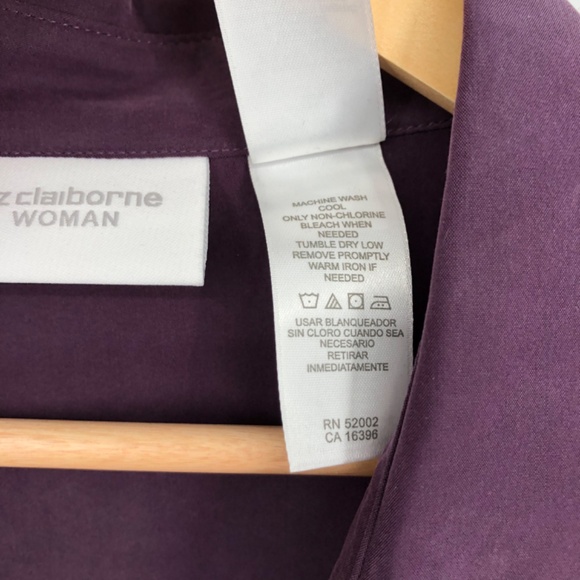 z claiborne
WOMAN
MACHINE WASH
COOL
ONLY NON-CHLORINE
BLEACH WHEN
NEEDED
TUMBLE DRY LOW
REMOVE PROMPTLY
WARM IRON IF
NEEDED
USAR BLANQUEADOR
SIN CLORO CUANDO SEA
NECESARIO
RETIRAR
INMEDIATAMENTE
RN 52002
CA 16396